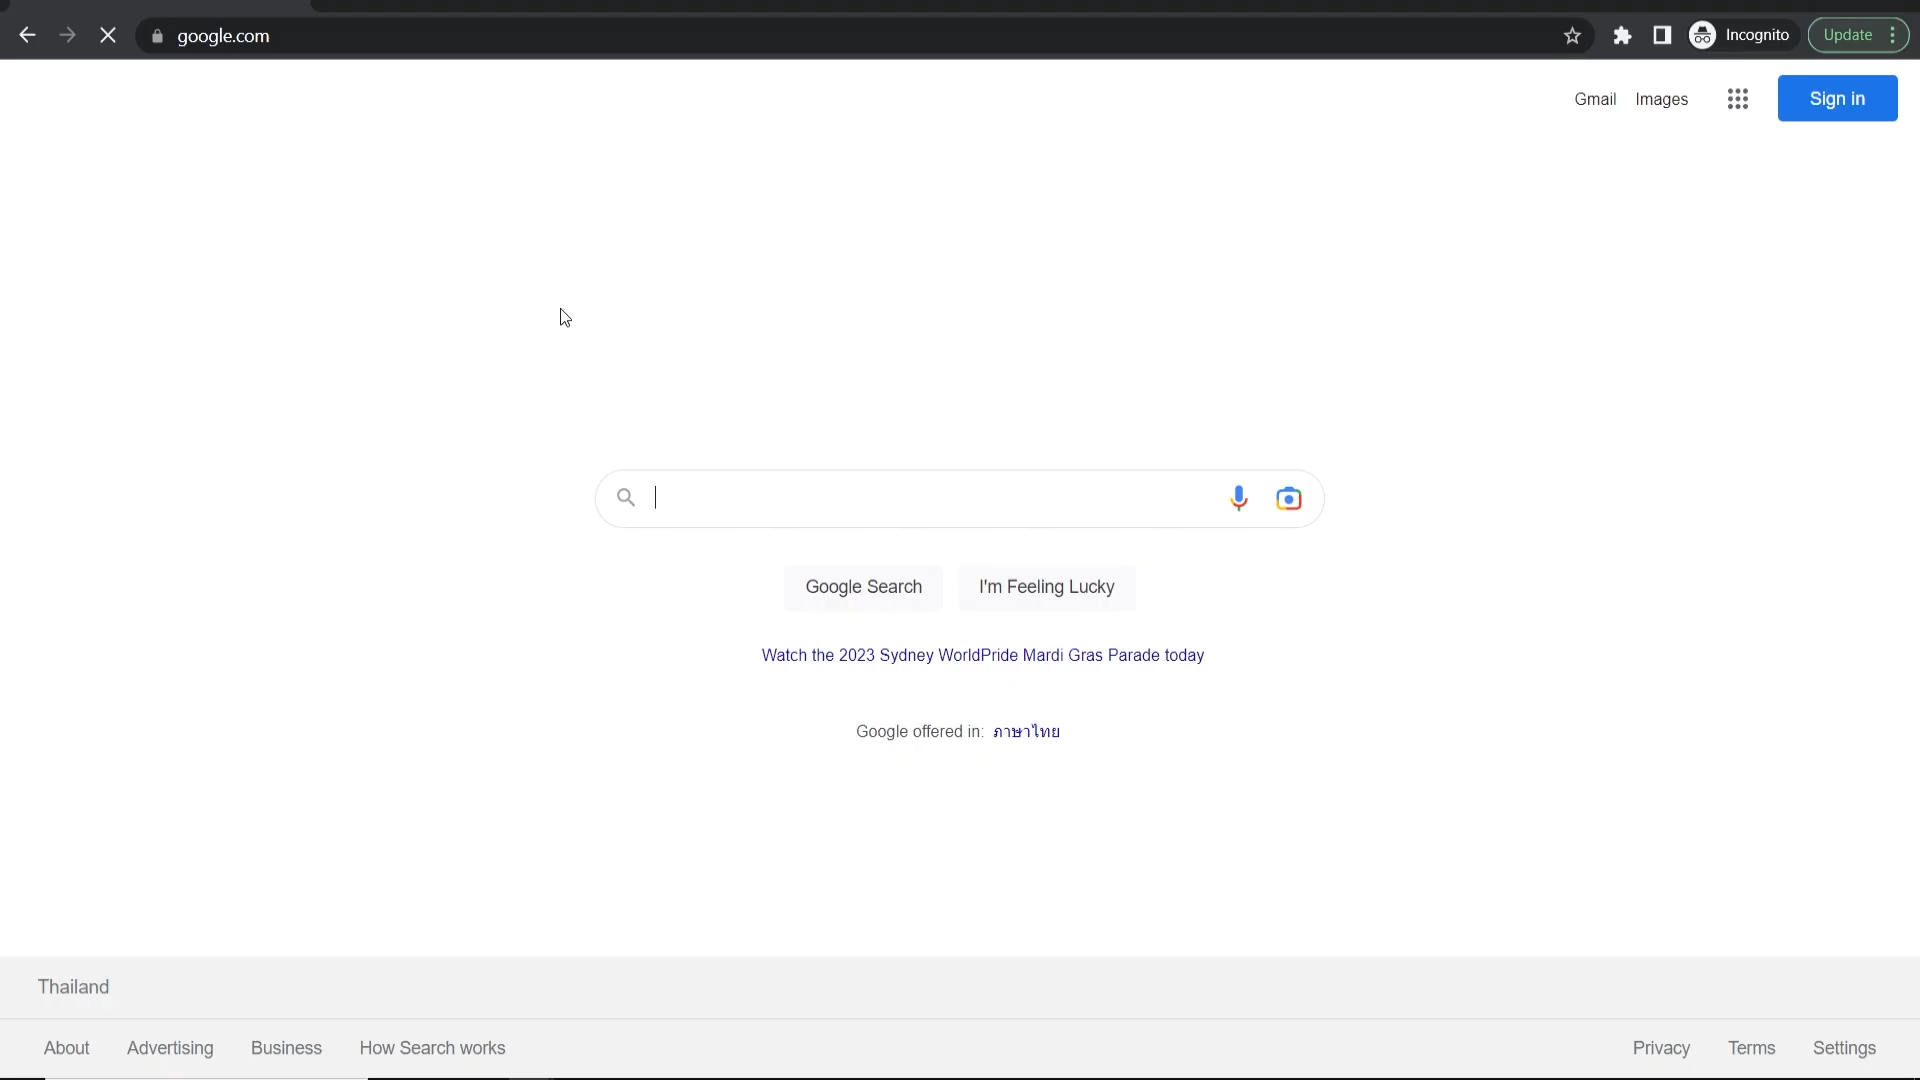 google.com
Incognito
Update
Gmail Images
Sign in
Google Search
I'm Feeling Lucky
Watch the 2023 Sydney WorldPride Mardi Gras Parade today
Google offered in: ภาษาไทย
Thailand
About Advertising Business How Search works
Privacy Terms Settings